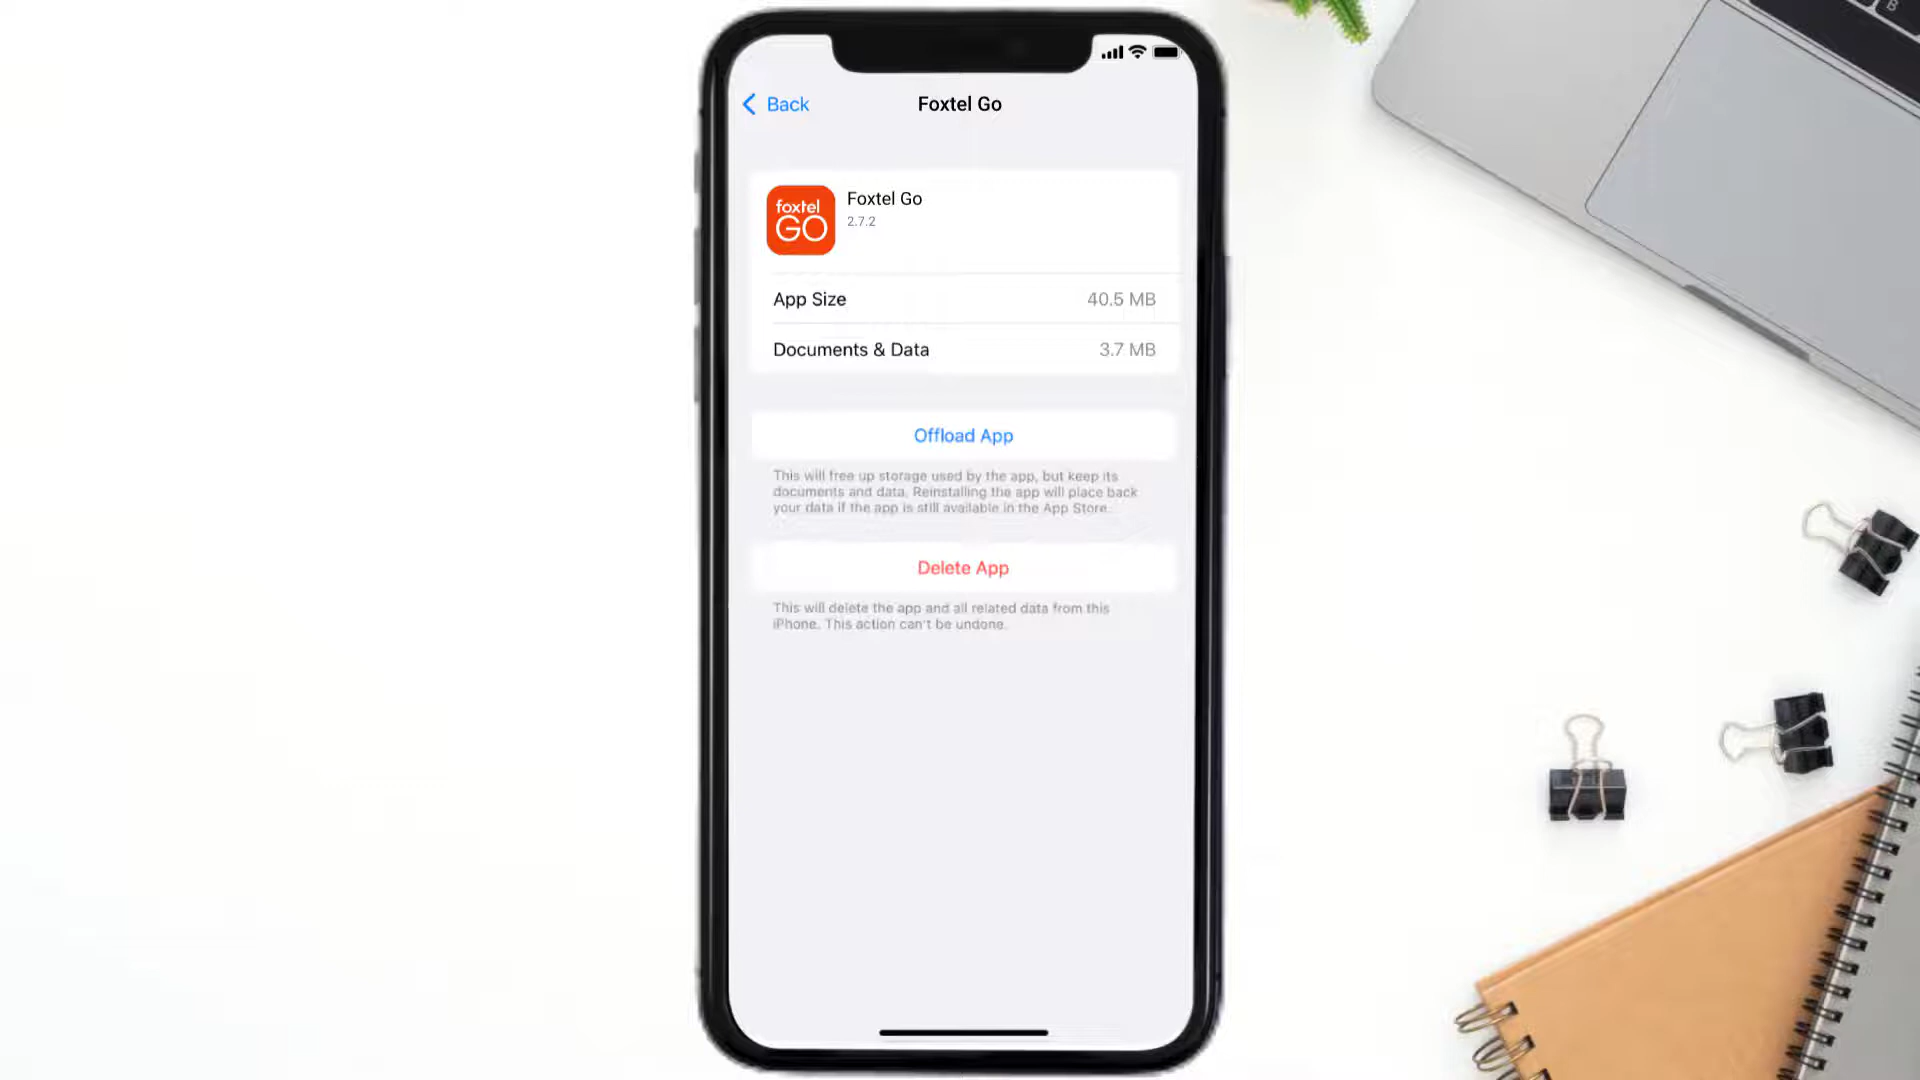 Back
Foxtel Go
foxtel
GO
Foxtel Go
2.7.2
App Size
40.5 MB
Documents & Data
3.7 MB
Offload App
This will free up storage used by the app, but keep its
documents and data. Reinstalling the app will place back
your data if the app is still available in the App Store.
Delete App
This will delete the app and all related data from this
iPhone. This action can't be undone.
B